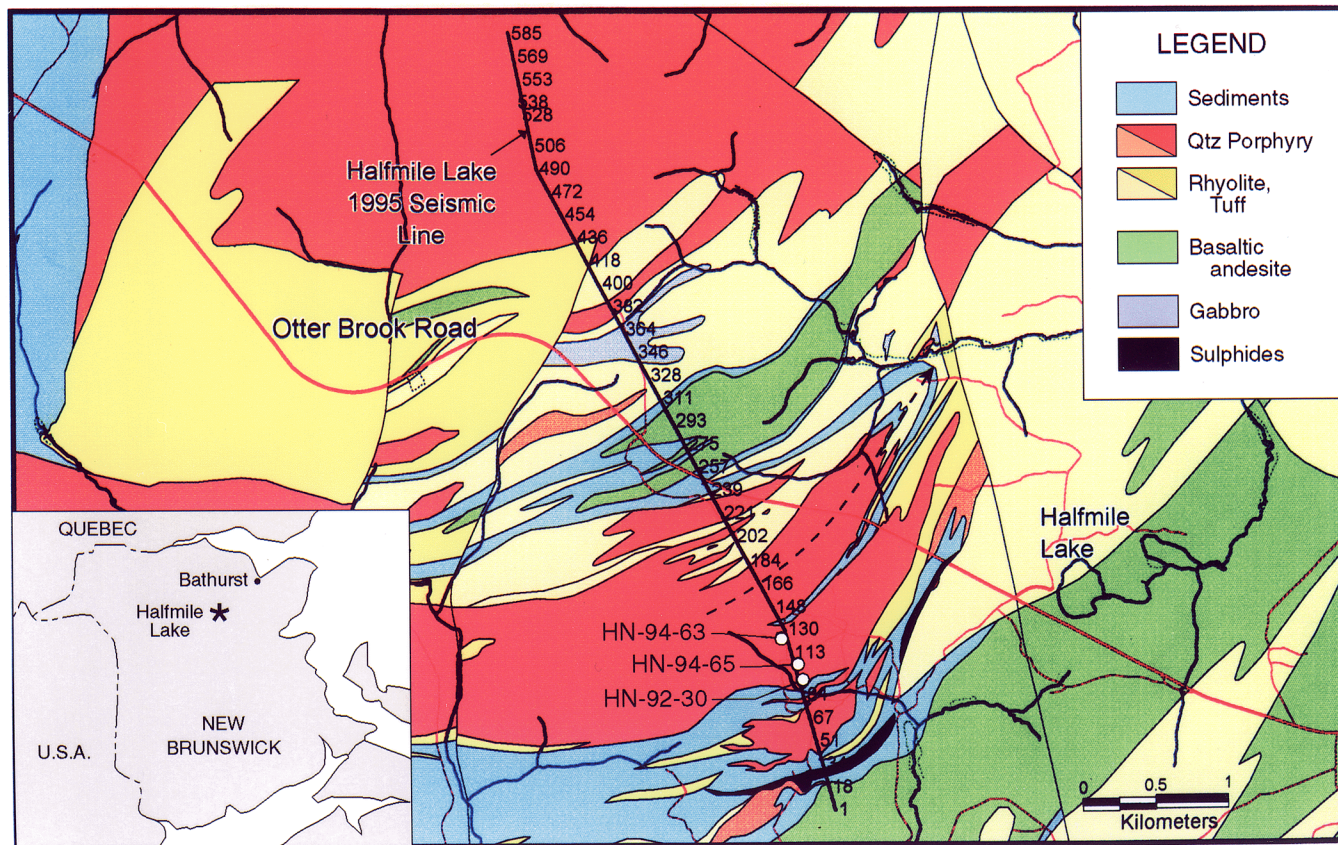 LEGEND
Sediments
Qtz Porphyry
Rhyolite,
Tuff
Basaltic
andesite
Gabbro
Sulphides
585
569
553
538
528
506
490
472
454
436
418
400
382
364
346
328
311
293
275
257
239
221
202
184
166
148
130
113
67
51
18
1
Halfmile Lake
1995 Seismic
Line
Otter Brook Road
Halfmile
Lake
HN-94-63
HN-94-65
HN-92-30
QUEBEC
Bathurst
Halfmile
Lake
NEW
BRUNSWICK
U.S.A.
0 0.5 1
Kilometers